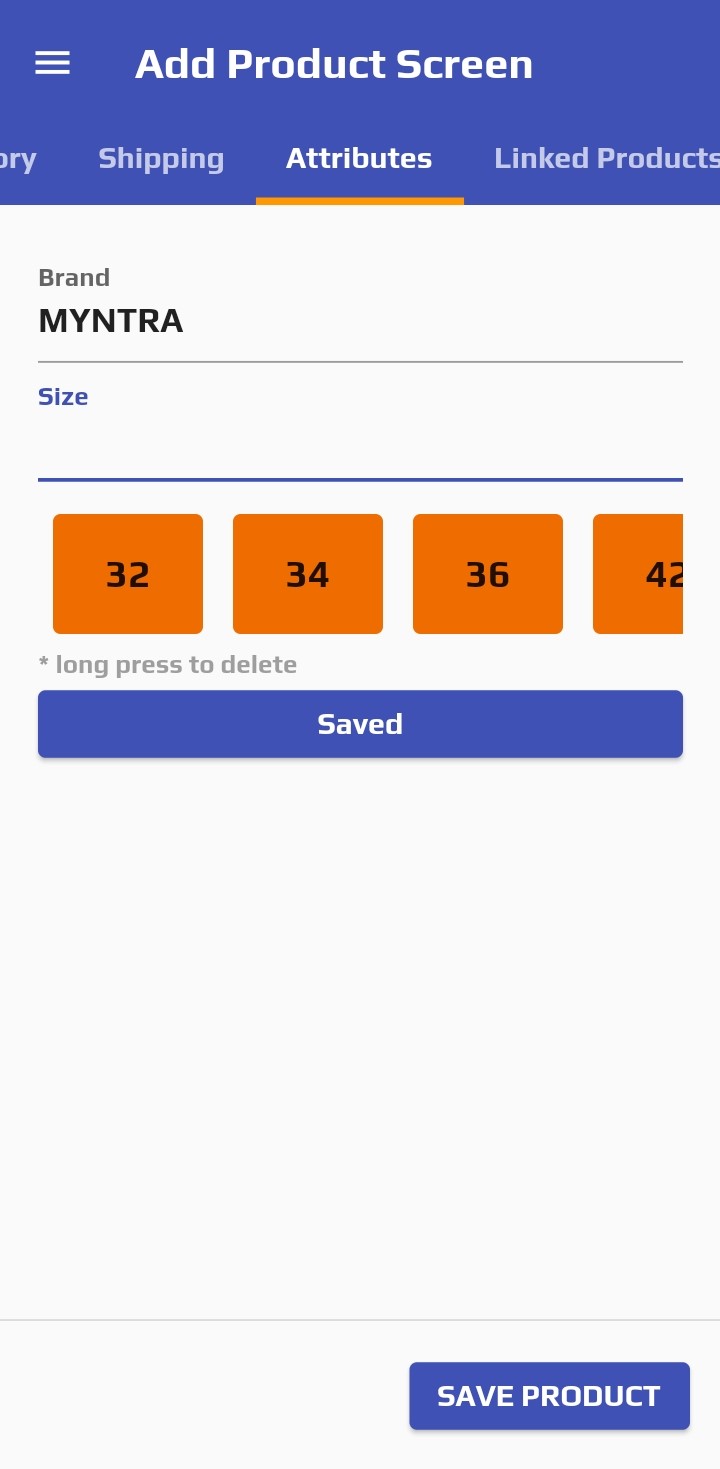 Add Product Screen
ory Shipping Attributes Linked Products
Brand
MYNTRA
Size
32 34 36 42
* long press to delete
Saved
SAVE PRODUCT